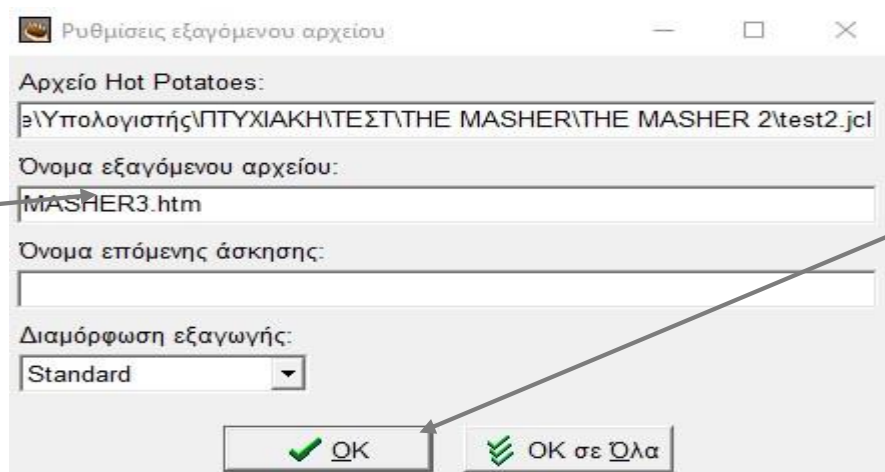 Ρυθμίσεις εξαγόμενου αρχείου
Αρχείο Hot Potatoes:
e\Υπολογιστής\ΠΤΥΧΙΑΚΗ\ΤΕΣΤ\THE MASHER\THE MASHER 2\test2.jcl
Όνομα εξαγόμενου αρχείου:
MASHER3.htm
Όνομα επόμενης άσκησης:
Διαμόρφωση εξαγωγής:
Standard
OK
OK σε Όλα